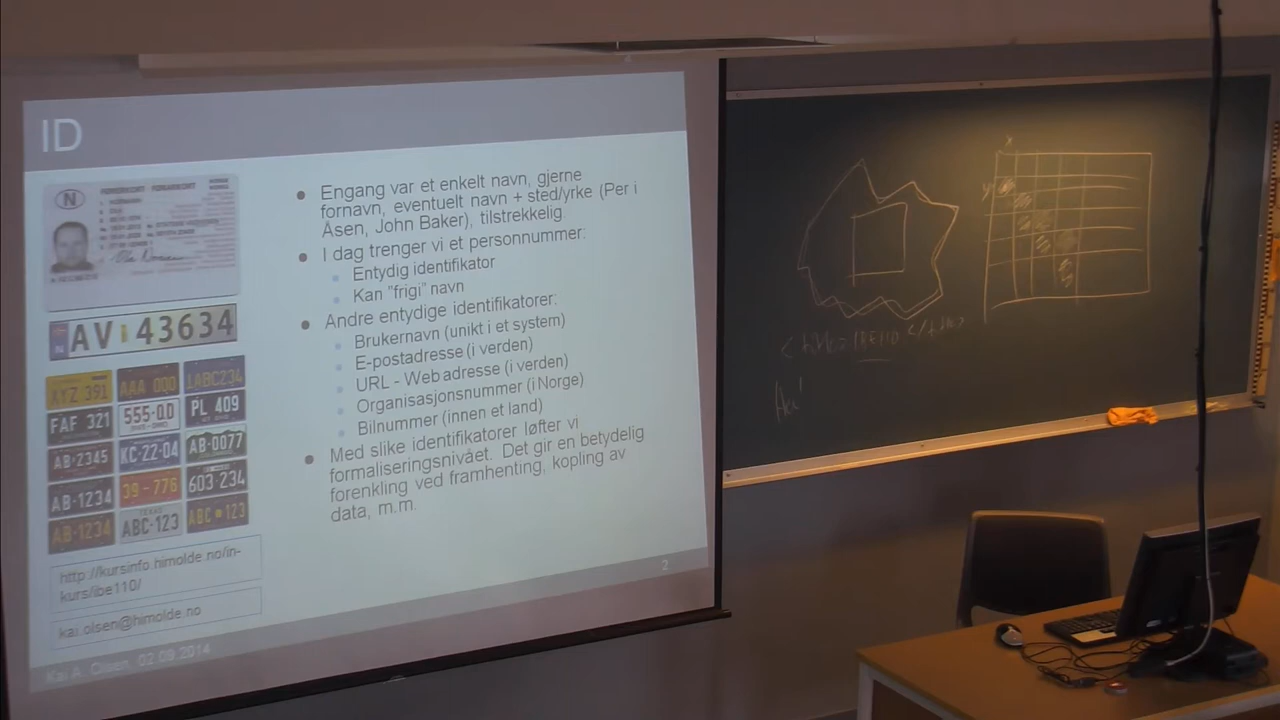 ID
N
FØRERKORT FØRARKORT
AV 43634
XYZ 391
AAA 000
1ABC234
FAF 321
555-0D
PL 409
AB-2345
KC-22-04
AB-0077
AB-1234
39-776
603-234
AB-1234
TEXAS
ABC-123
ABC 123
http://kursinfo.himolde.no/in-
kurs/ibe110/
kai.olsen@himolde.no
Engang var et enkelt navn, gjerne
fornavn, eventuelt navn + sted/yrke (Per i
Åsen, John Baker), tilstrekkelig
I dag trenger vi et personnummer:
Entydig identifikator
Kan "frigi" navn
Andre entydige identifikatorer:
Brukernavn (unikt i et system)
E-postadresse (i verden)
URL - Web adresse (i verden)
Organisasjonsnummer (i Norge)
Bilnummer (innen et land)
Med slike identifikatorer løfter vi
formaliseringsnivået. Det gir en betydelig
forenkling ved framhenting, kopling av
data, m.m.
Kai A. Olsen, 02.09.2014
2
x
y